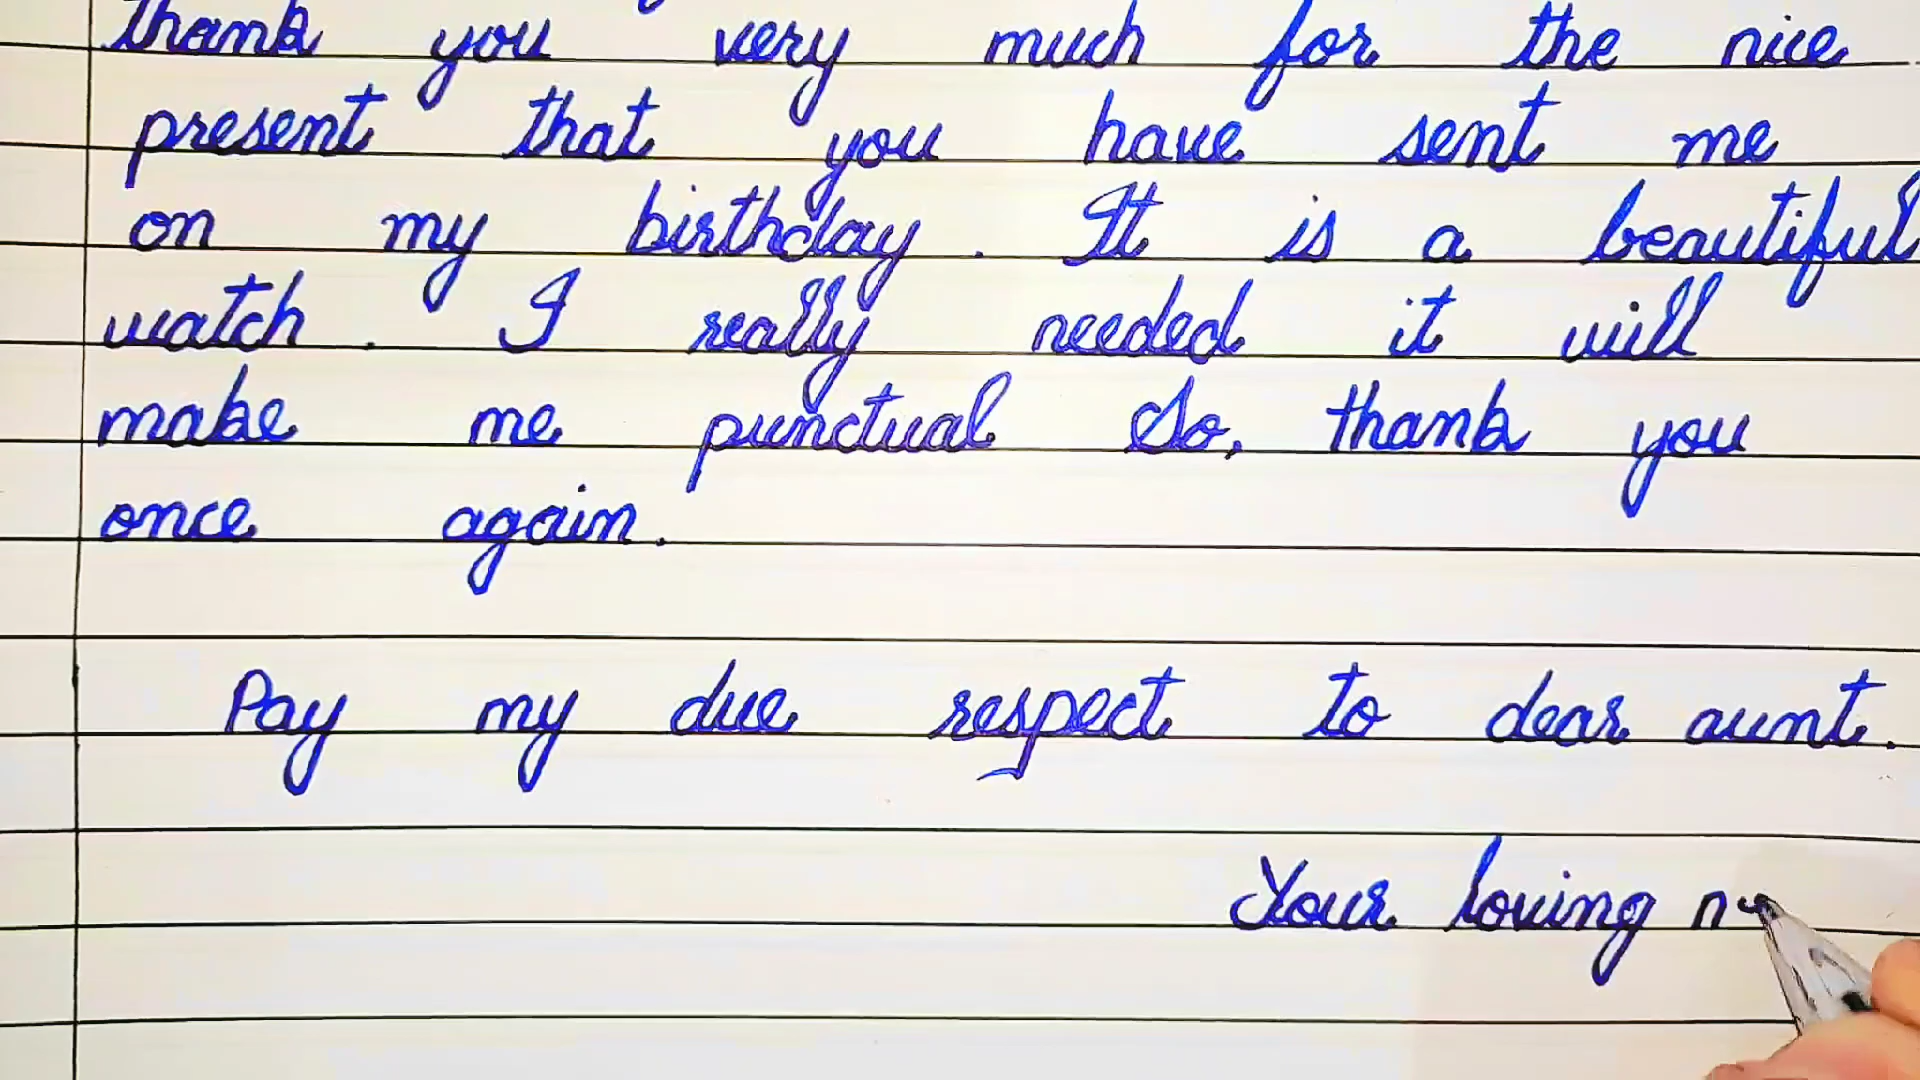 thank you very much for the nice
present that you have sent me
on my birthday. It is a beautiful
watch. I really needed it will
make me punctual So, thank you
once again.
Pay my due respect to dear aunt.
Your loving